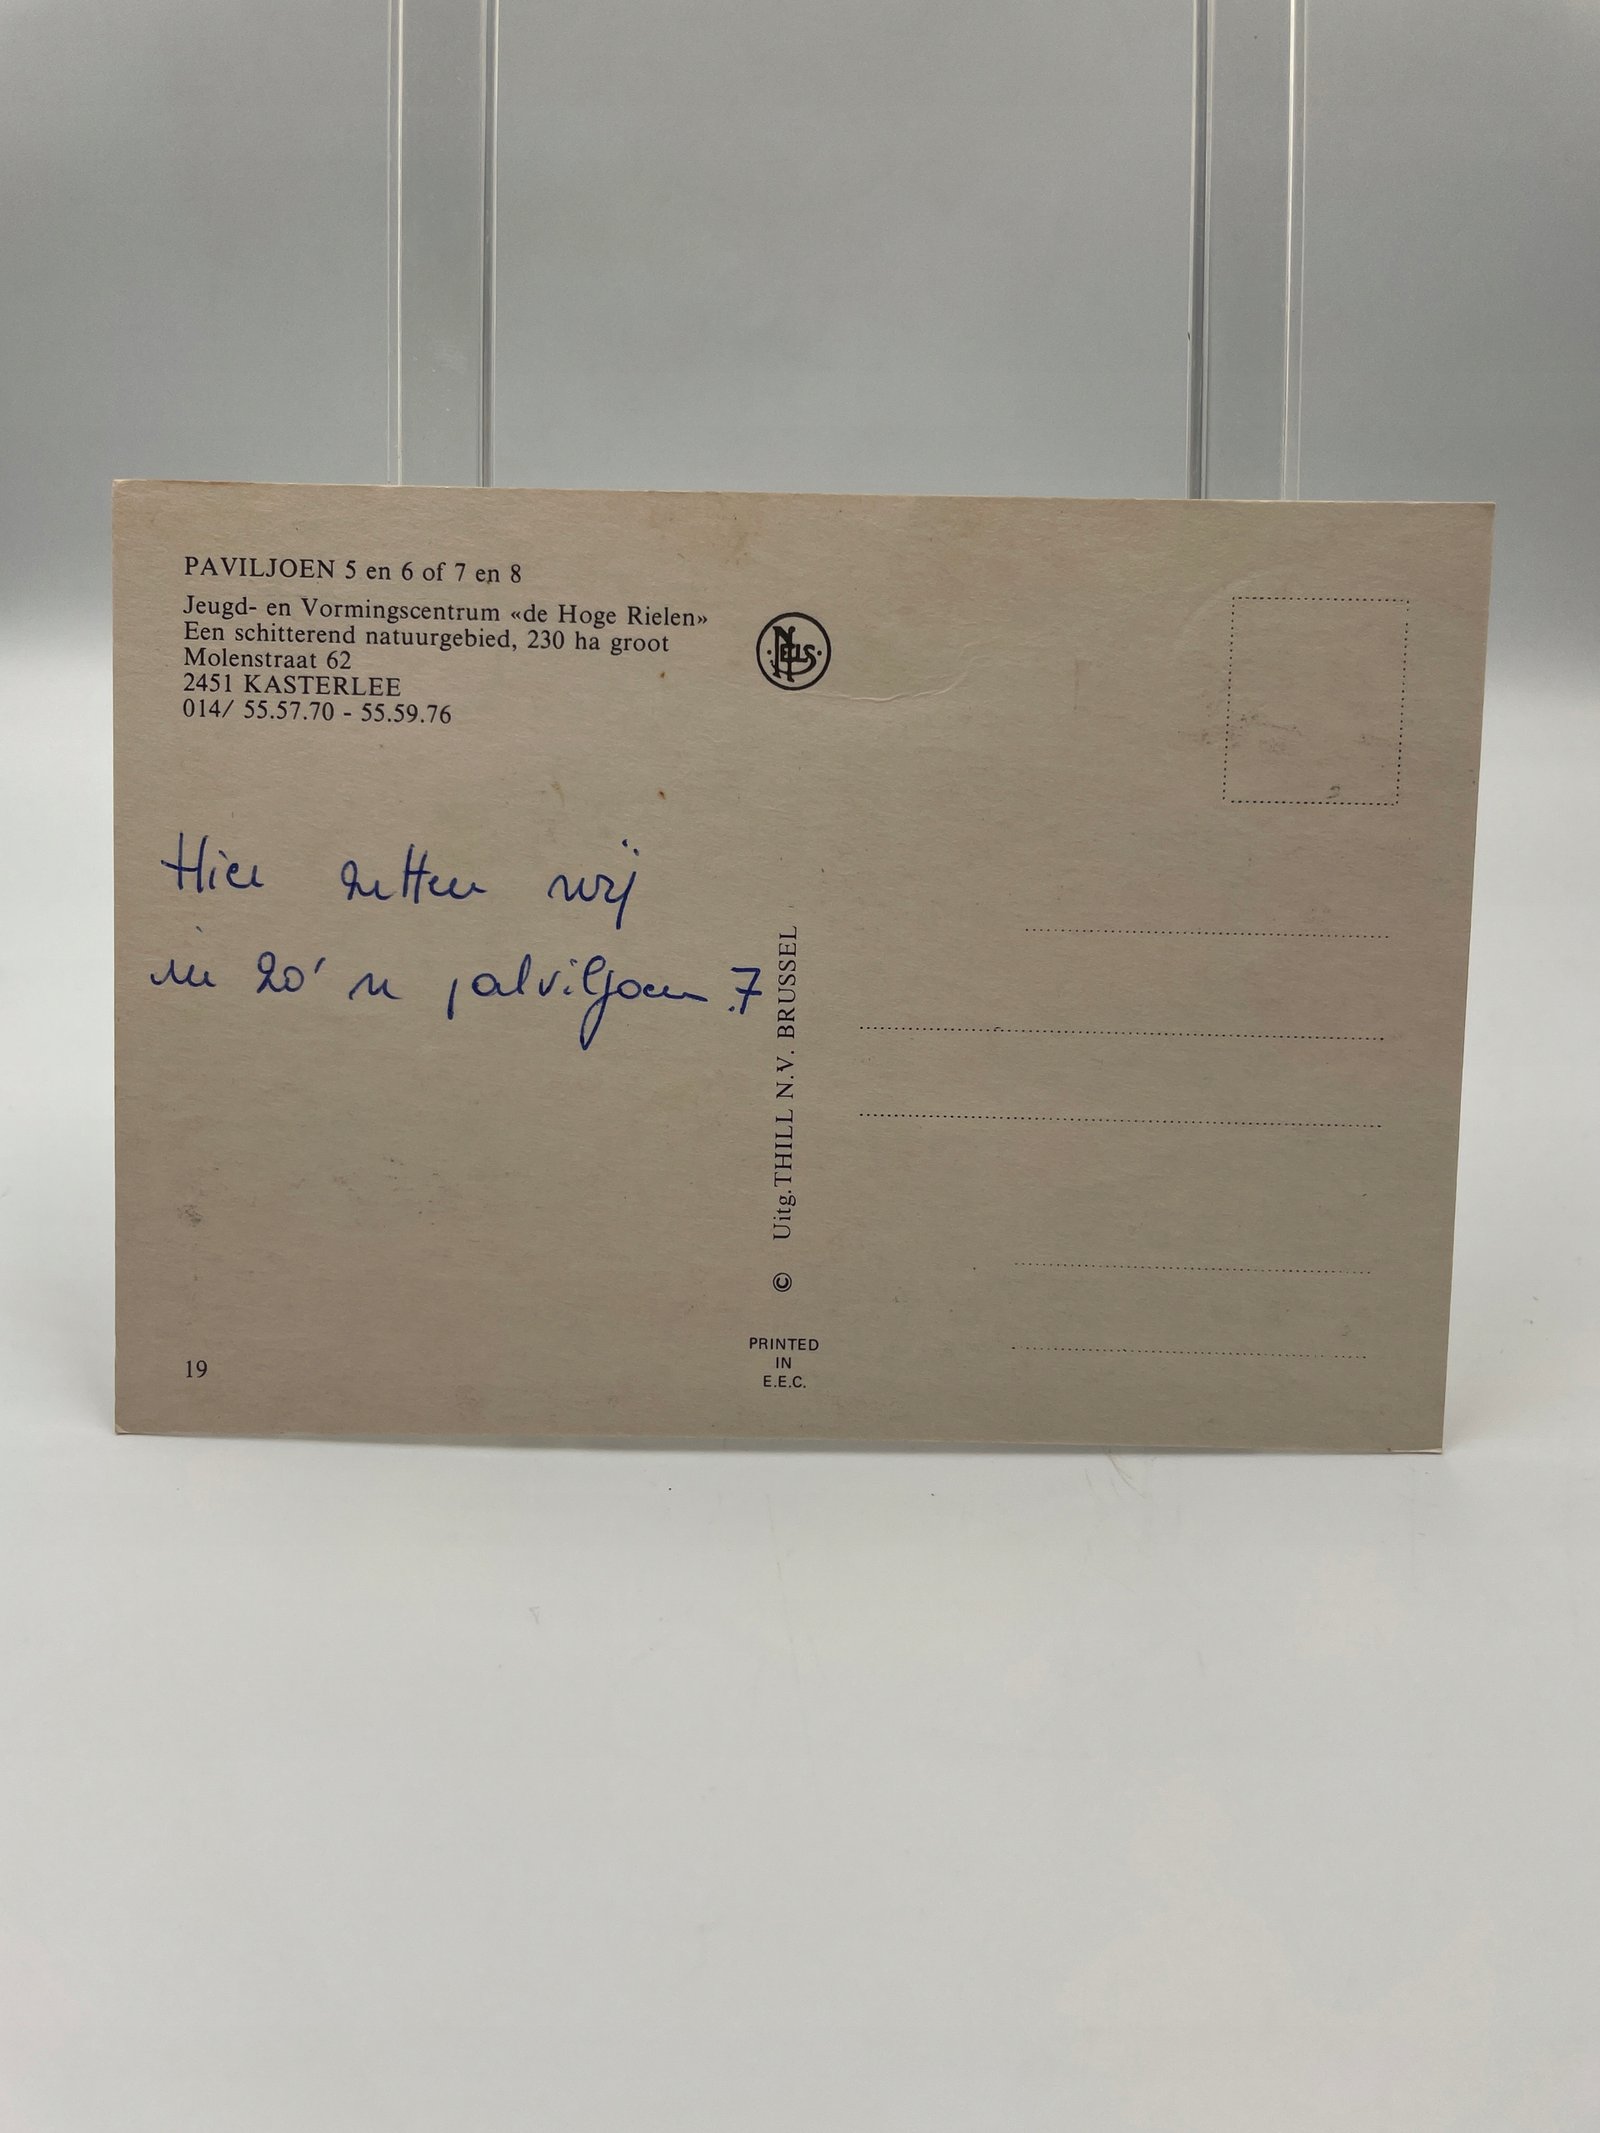 PAVILJOEN 5 en 6 of 7 en 8
Jeugd- en Vormingscentrum «de Hoge Rielen»
Een schitterend natuurgebied, 230 ha groot
Molenstraat 62
2451 KASTERLEE
014/ 55.57.70 - 55.59.76
NELS
Hier zitten wij
in zo'n palviljoen .7
© Uitg.THILL N.V. BRUSSEL
PRINTED
IN
E.E.C.
19